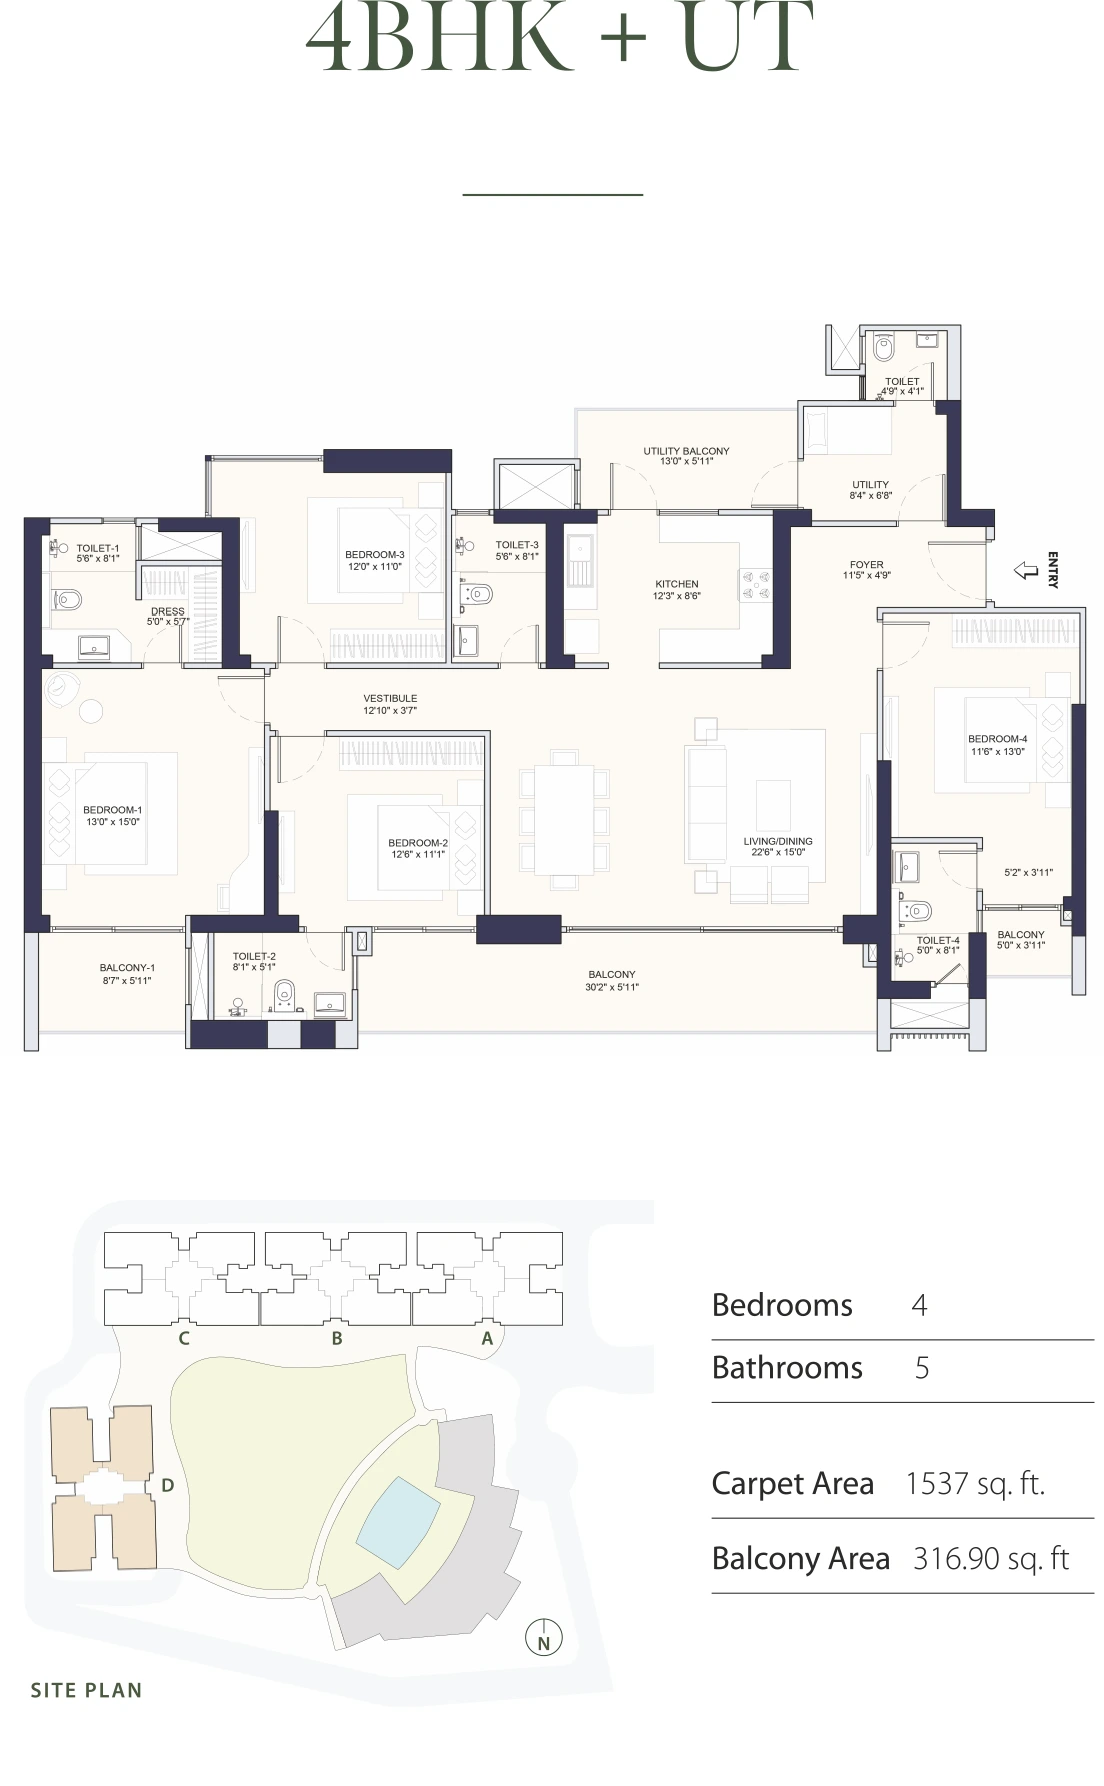 4BHK + UT
TOILET
4'9" x 4'1"
UTILITY BALCONY
13'0" x 5'11"
UTILITY
8'4" x 6'8"
TOILET-1
5'6" x 8'1"
BEDROOM-3
12'0" x 11'0"
TOILET-3
5'6" x 8'1"
KITCHEN
12'3" x 8'6"
FOYER
11'5" x 4'9"
ENTRY
DRESS
5'0" x 5'7"
VESTIBULE
12'10" x 3'7"
BEDROOM-4
11'6" x 13'0"
BEDROOM-1
13'0" x 15'0"
BEDROOM-2
12'6" x 11'1"
LIVING/DINING
22'6" x 15'0"
5'2" x 3'11"
TOILET-4
5'0" x 8'1"
BALCONY
5'0" x 3'11"
BALCONY-1
8'7" x 5'11"
TOILET-2
8'1" x 5'1"
BALCONY
30'2" x 5'11"
C
B
A
D
N
SITE PLAN
Bedrooms 4
Bathrooms 5
Carpet Area 1537 sq. ft.
Balcony Area 316.90 sq. ft